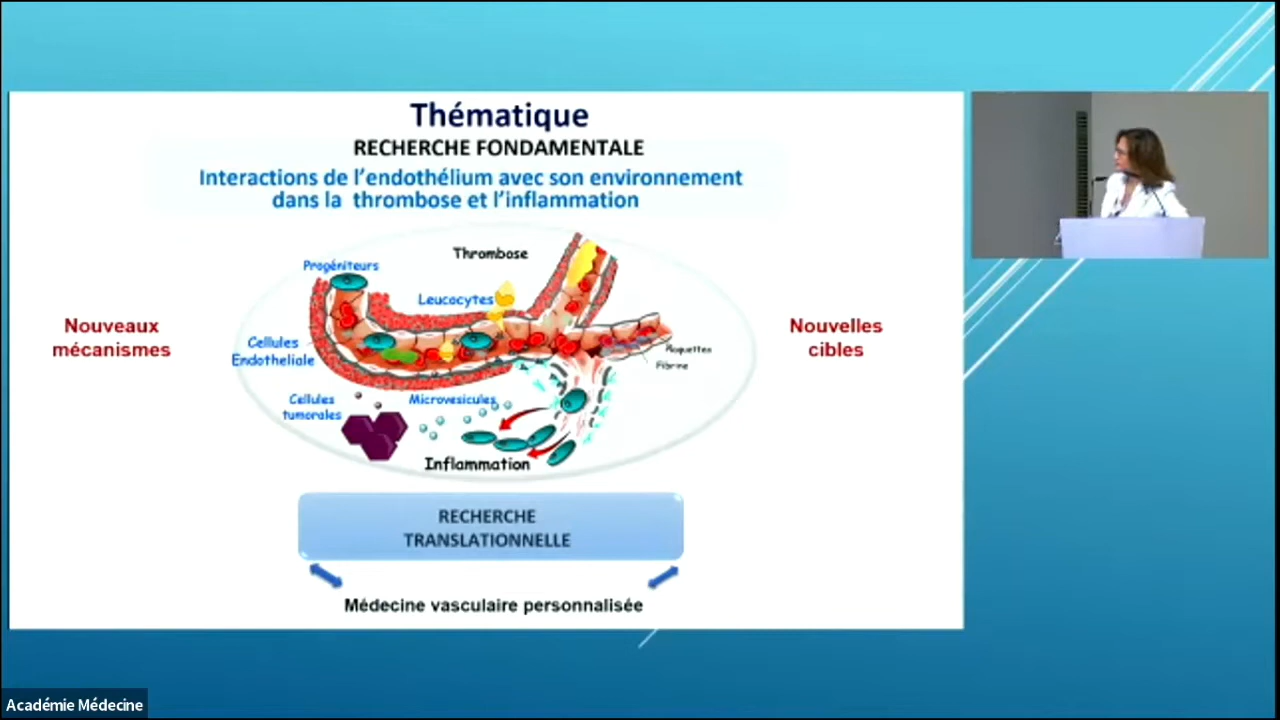 Thématique
RECHERCHE FONDAMENTALE
Interactions de l'endothélium avec son environnement
dans la thrombose et l'inflammation
Thrombose
Progéniteurs
Leucocytes
Nouveaux
mécanismes
Nouvelles
cibles
Cellules
Endotheliale
Plaquettes
Fibrine
Cellules
tumorales
Microvesicules
Inflammation
RECHERCHE
TRANSLATIONNELLE
Médecine vasculaire personnalisée
Académie Médecine